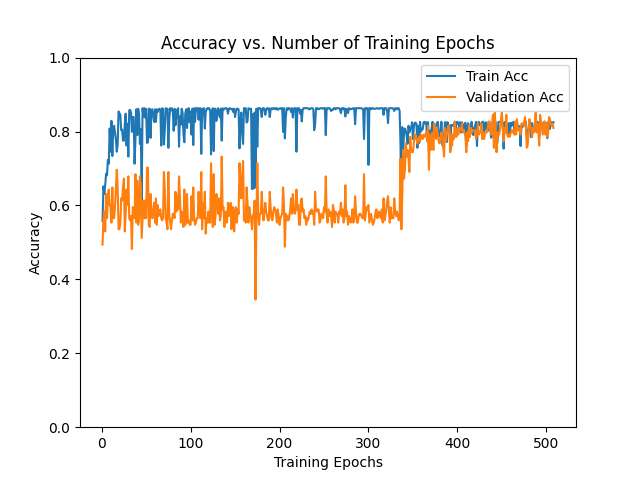 Accuracy vs. Number of Training Epochs
Train Acc
Validation Acc
1.0
0.8
0.6
0.4
0.2
0.0
Accuracy
0 100 200 300 400 500
Training Epochs